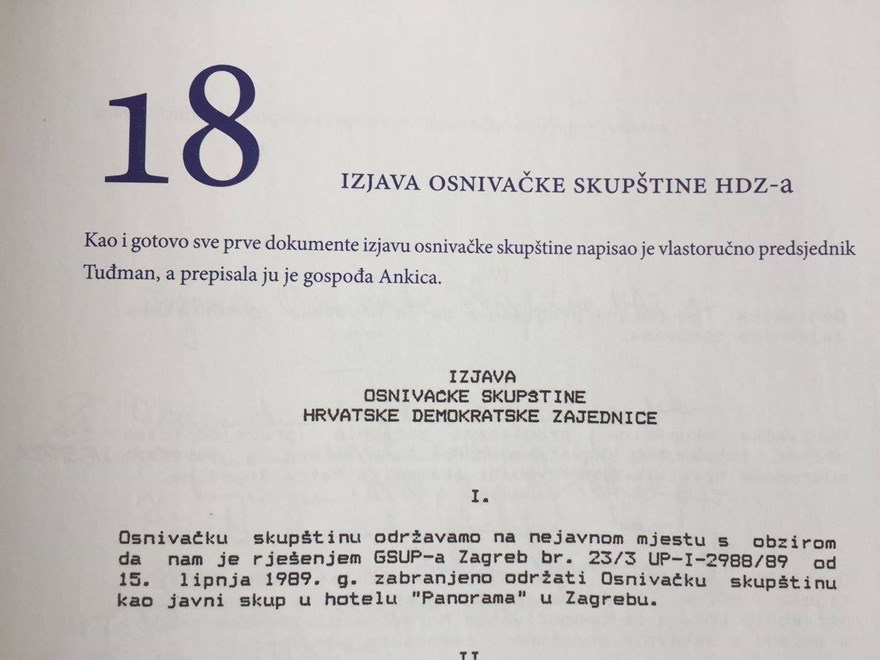 18
IZJAVA OSNIVAČKE SKUPŠTINE HDZ-a
Kao i gotovo sve prve dokumente izjavu osnivačke skupštine napisao je vlastoručno predsjednik
Tuđman, a prepisala ju je gospođa Ankica.
IZJAVA
OSNIVAČKE SKUPŠTINE
HRVATSKE DEMOKRATSKE ZAJEDNICE
I.
Osnivačku skupštinu održavamo na nejavnom mjestu s obzirom
da nam je rješenjem GSUP-a Zagreb br. 23/3 UP-I-2988/89 od
15. lipnja 1989. g. zabranjeno održati Osnivačku skupštinu
kao javni skup u hotelu "Panorama" u Zagrebu.
II